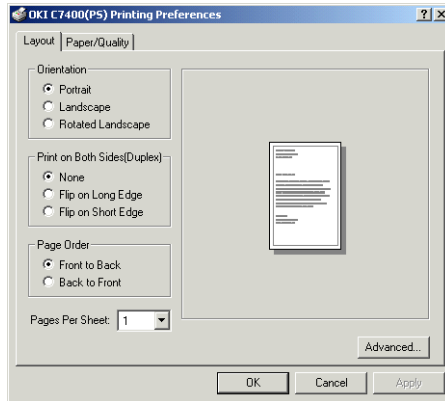 OKI C7400(PS) Printing Preferences
Layout Paper/Quality
Orientation
Portrait
Landscape
Rotated Landscape
Print on Both Sides(Duplex)
None
Flip on Long Edge
Flip on Short Edge
Page Order
Front to Back
Back to Front
Pages Per Sheet: 1
Advanced...
OK Cancel Apply